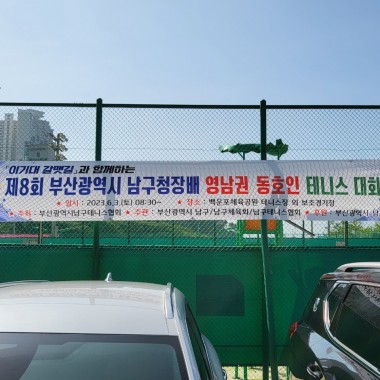 '이기대 갈맷길'과 함께하는
제8회 부산광역시 남구청장배 영남권 동호인 테니스 대회
★ 일시 : 2023.6.3.(토) 08:30~ ★ 장소 : 백운포체육공원 테니스장 외 보조경기장
★ 주최 : 부산광역시남구테니스협회 ★ 주관 : 부산광역시 남구/남구체육회/남구테니스협회 ★ 후원 : 부산광역시